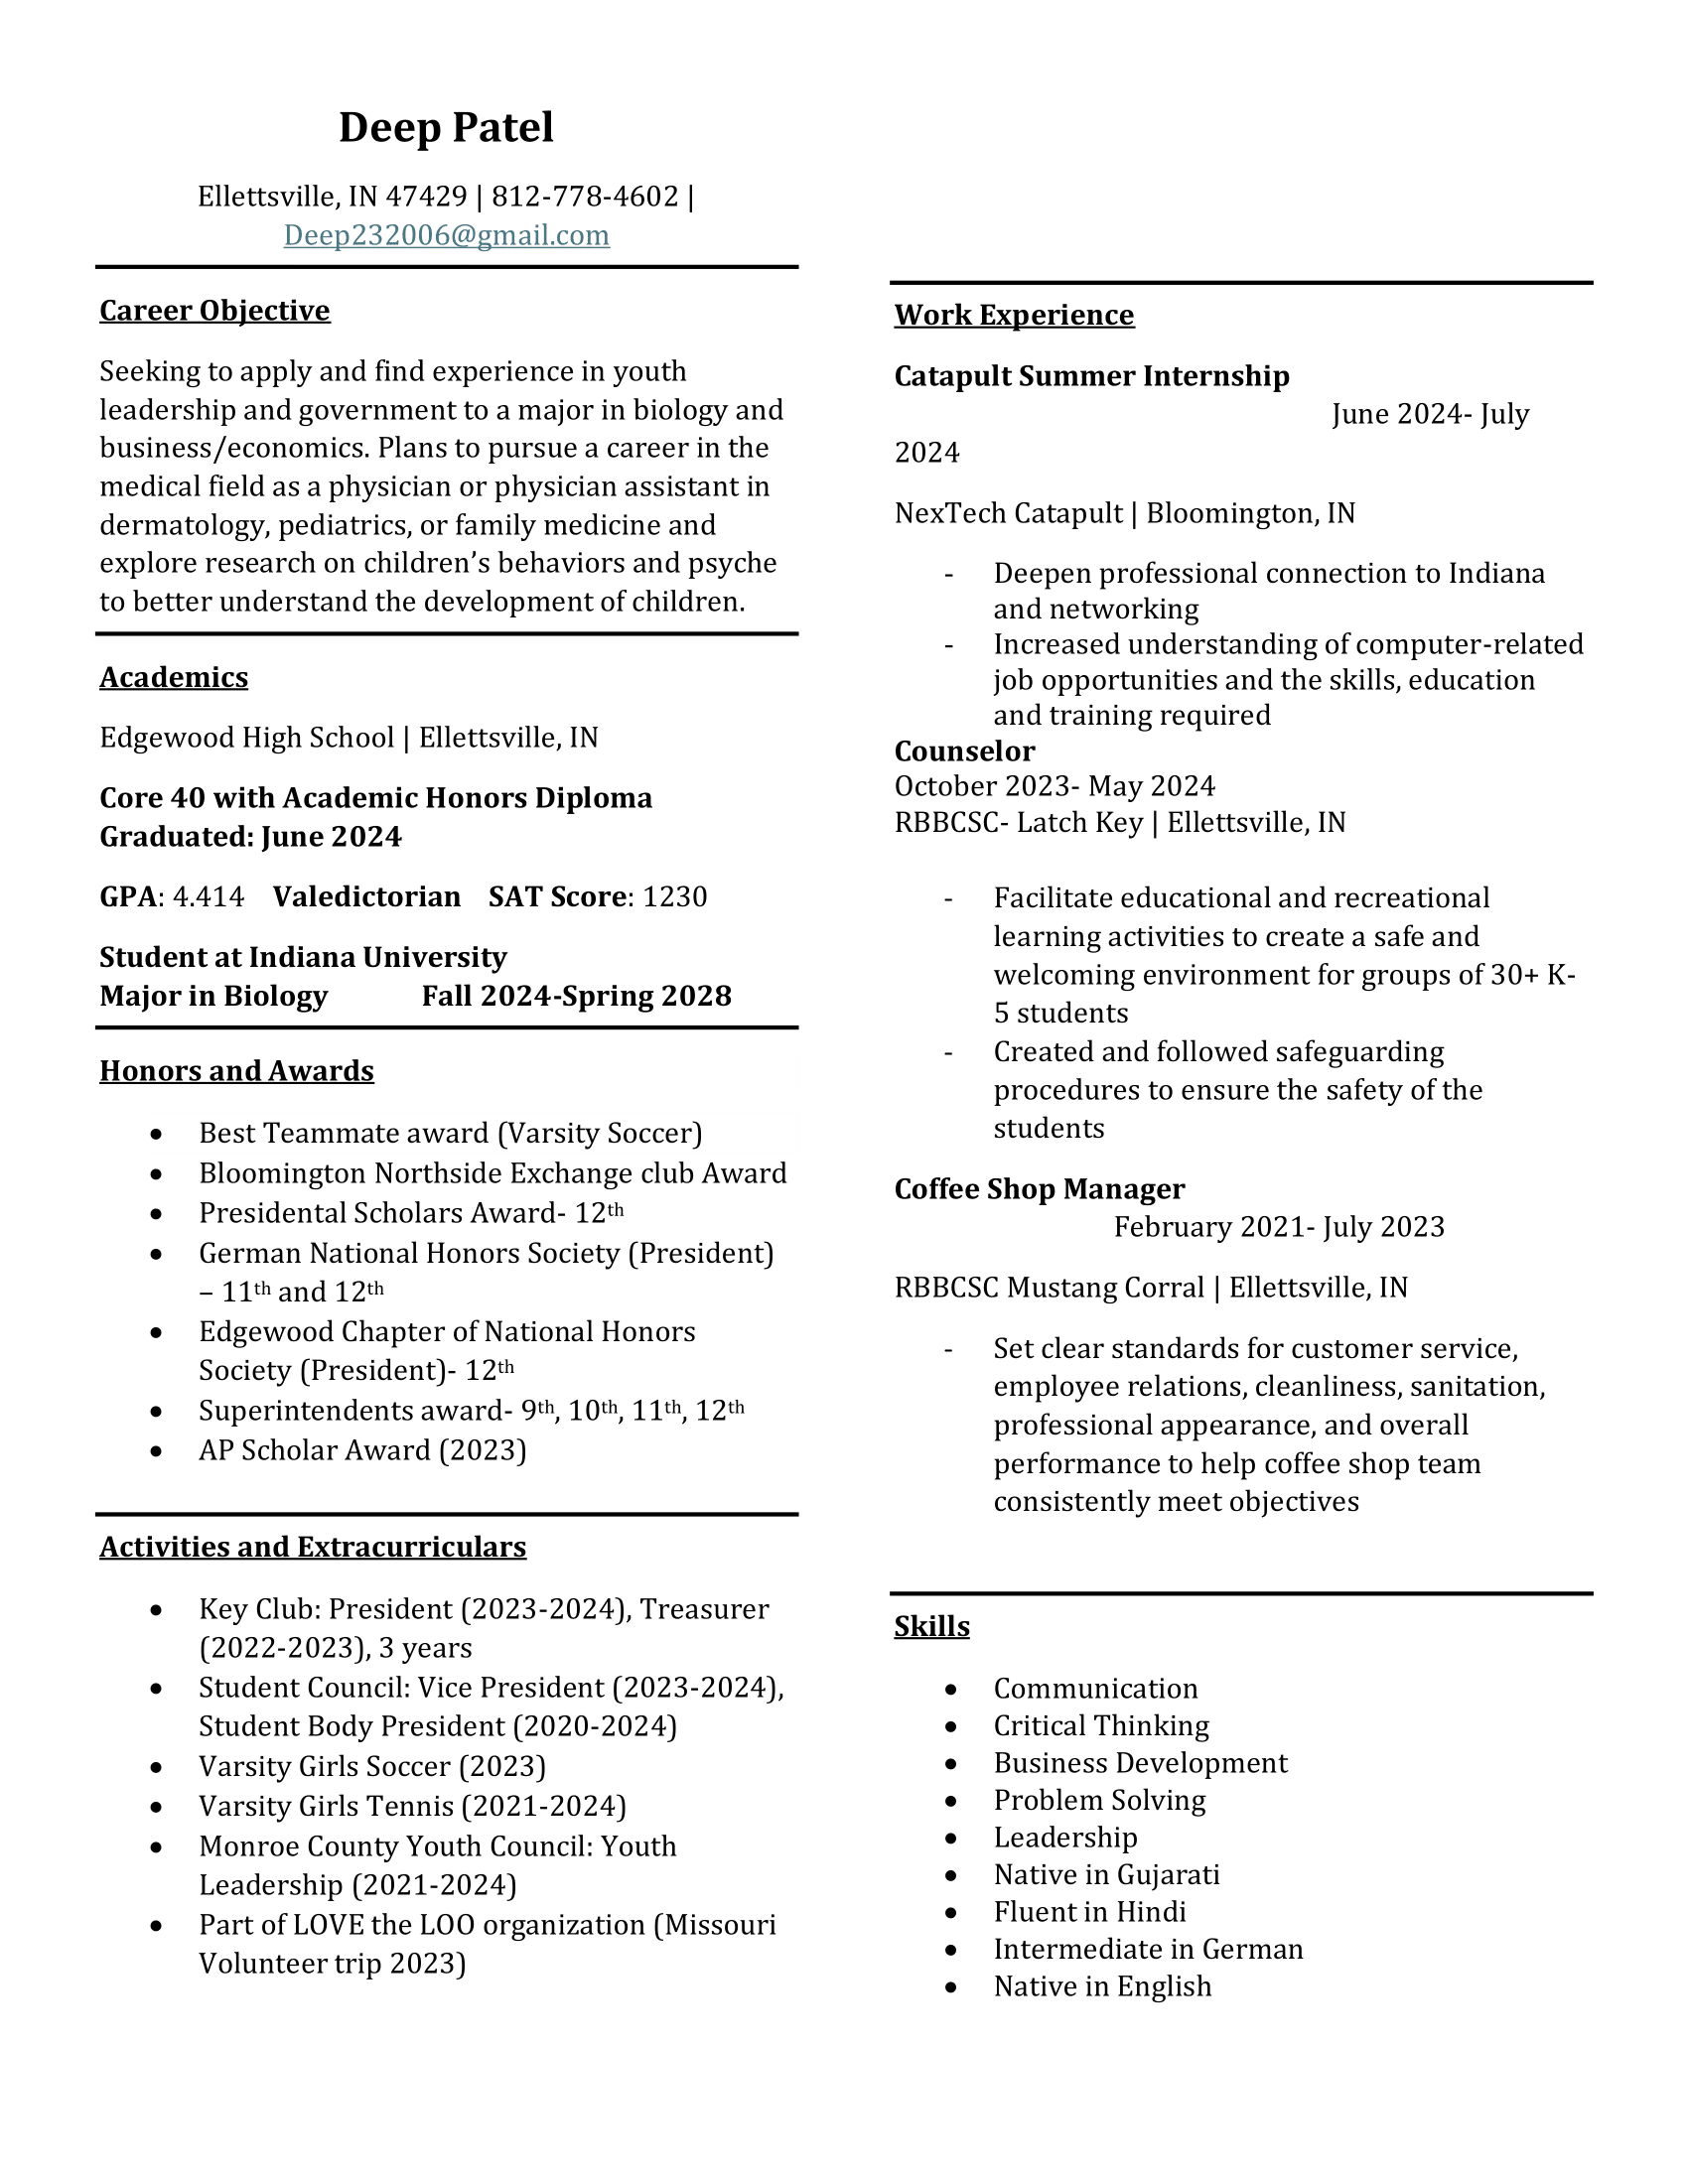 Deep Patel
Ellettsville, IN 47429 | 812-778-4602 |
Deep232006@gmail.com
Career Objective
Seeking to apply and find experience in youth
leadership and government to a major in biology and
business/economics. Plans to pursue a career in the
medical field as a physician or physician assistant in
dermatology, pediatrics, or family medicine and
explore research on children’s behaviors and psyche
to better understand the development of children.
Academics
Edgewood High School | Ellettsville, IN
Core 40 with Academic Honors Diploma
Graduated: June 2024
GPA: 4.414 Valedictorian SAT Score: 1230
Student at Indiana University
Major in Biology Fall 2024-Spring 2028
Honors and Awards
• Best Teammate award (Varsity Soccer)
• Bloomington Northside Exchange club Award
• Presidental Scholars Award- 12th
• German National Honors Society (President)
– 11th and 12th
• Edgewood Chapter of National Honors
Society (President)- 12th
• Superintendents award- 9th, 10th, 11th, 12th
• AP Scholar Award (2023)
Activities and Extracurriculars
• Key Club: President (2023-2024), Treasurer
(2022-2023), 3 years
• Student Council: Vice President (2023-2024),
Student Body President (2020-2024)
• Varsity Girls Soccer (2023)
• Varsity Girls Tennis (2021-2024)
• Monroe County Youth Council: Youth
Leadership (2021-2024)
• Part of LOVE the LOO organization (Missouri
Volunteer trip 2023)
Work Experience
Catapult Summer Internship
June 2024- July
2024
NexTech Catapult | Bloomington, IN
- Deepen professional connection to Indiana
and networking
- Increased understanding of computer-related
job opportunities and the skills, education
and training required
Counselor
October 2023- May 2024
RBBCSC- Latch Key | Ellettsville, IN
- Facilitate educational and recreational
learning activities to create a safe and
welcoming environment for groups of 30+ K-
5 students
- Created and followed safeguarding
procedures to ensure the safety of the
students
Coffee Shop Manager
February 2021- July 2023
RBBCSC Mustang Corral | Ellettsville, IN
- Set clear standards for customer service,
employee relations, cleanliness, sanitation,
professional appearance, and overall
performance to help coffee shop team
consistently meet objectives
Skills
• Communication
• Critical Thinking
• Business Development
• Problem Solving
• Leadership
• Native in Gujarati
• Fluent in Hindi
• Intermediate in German
• Native in English